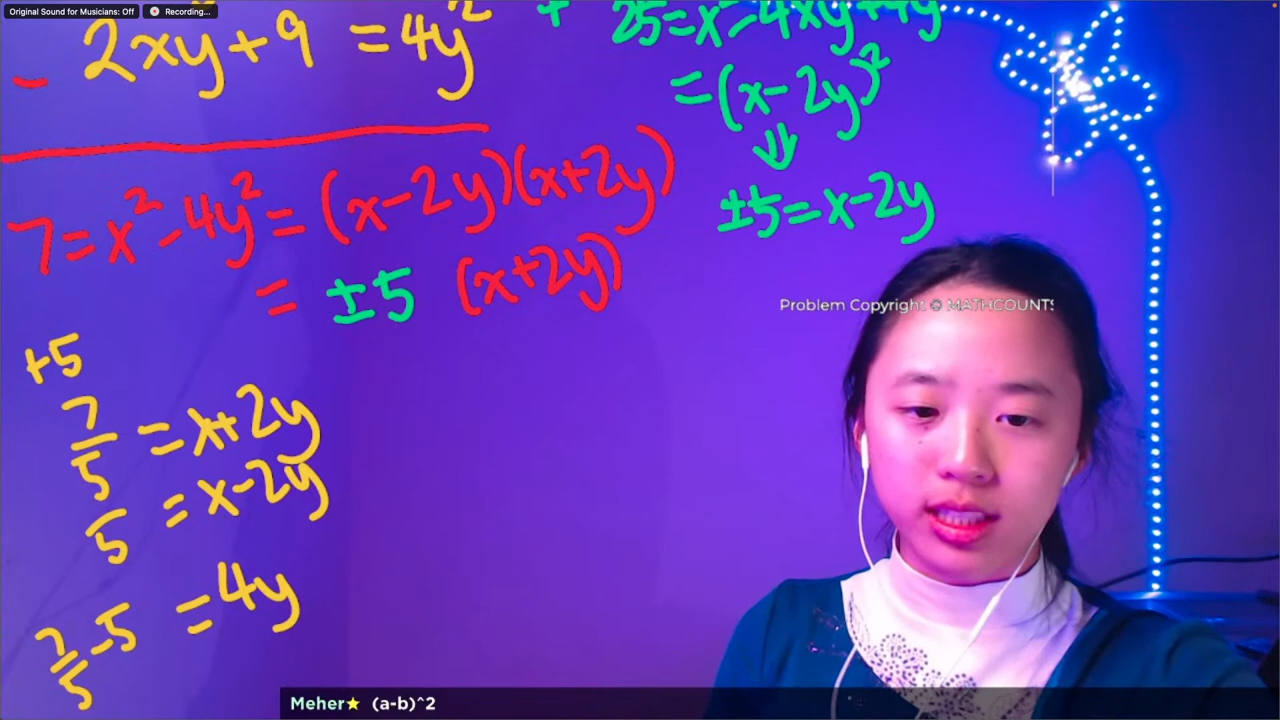 Original Sound for Musicians: Off
Recording...
2xy+9 = 4y²
-
7 = x² - 4y² = (x-2y)(x+2y)
= ±5 (x+2y)
+
25 = x² - 4xy + 4y²
= (x-2y)²
⇓
±5 = x-2y
Problem Copyright © MATHCOUNTS
+5
7/5 = x+2y
5 = x-2y
7/5 - 5 = 4y
Meher⭐ (a-b)^2